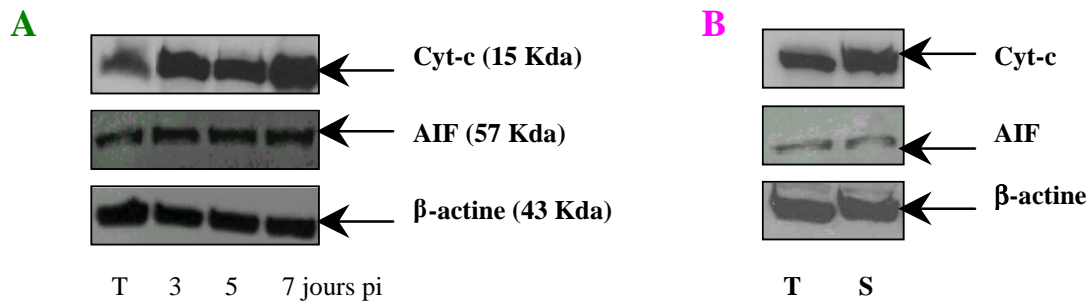 A
Cyt-c (15 Kda)
AIF (57 Kda)
β-actine (43 Kda)
T 3 5 7 jours pi
B
Cyt-c
AIF
β-actine
T S